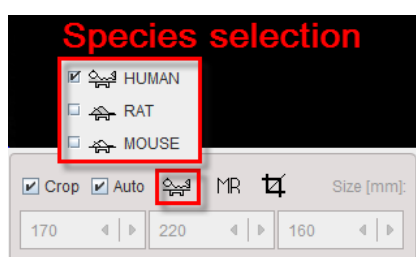 Species selection
HUMAN
RAT
MOUSE
Crop Auto MR Size [mm]:
170 220 160